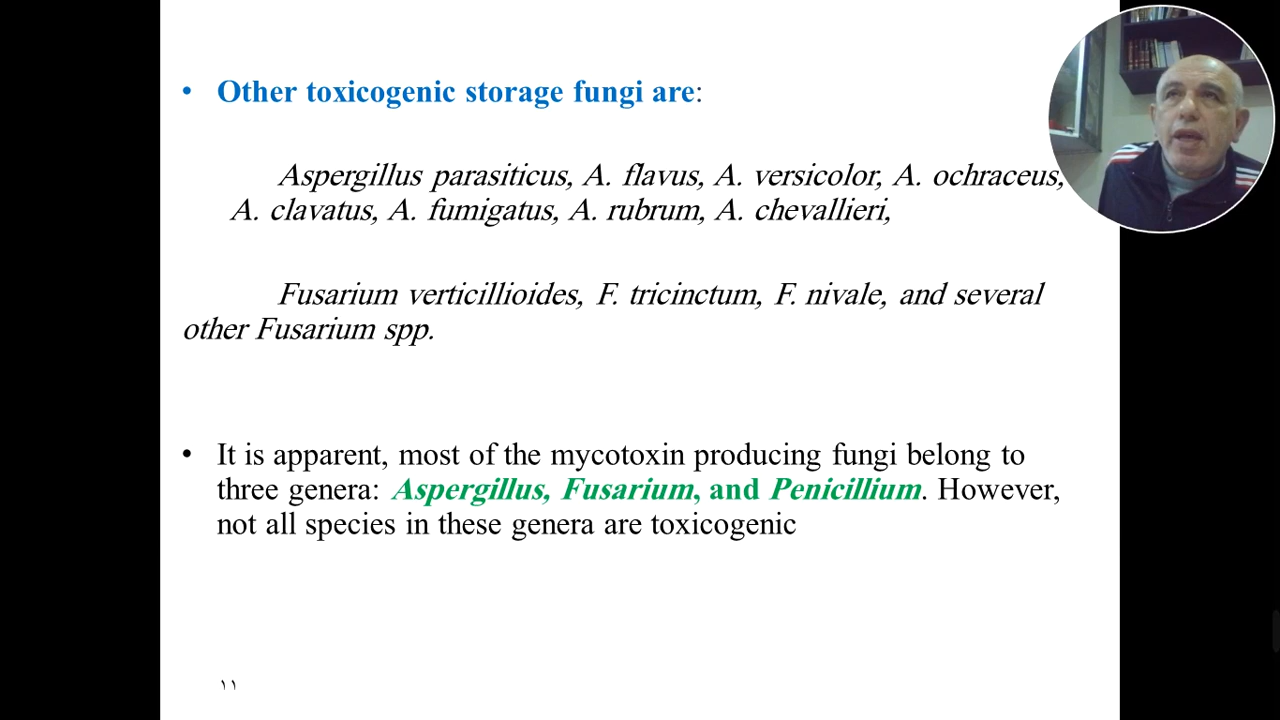 • Other toxicogenic storage fungi are:
Aspergillus parasiticus, A. flavus, A. versicolor, A. ochraceus,
A. clavatus, A. fumigatus, A. rubrum, A. chevallieri,
Fusarium verticillioides, F. tricinctum, F. nivale, and several
other Fusarium spp.
• It is apparent, most of the mycotoxin producing fungi belong to
three genera: Aspergillus, Fusarium, and Penicillium. However,
not all species in these genera are toxicogenic
١١